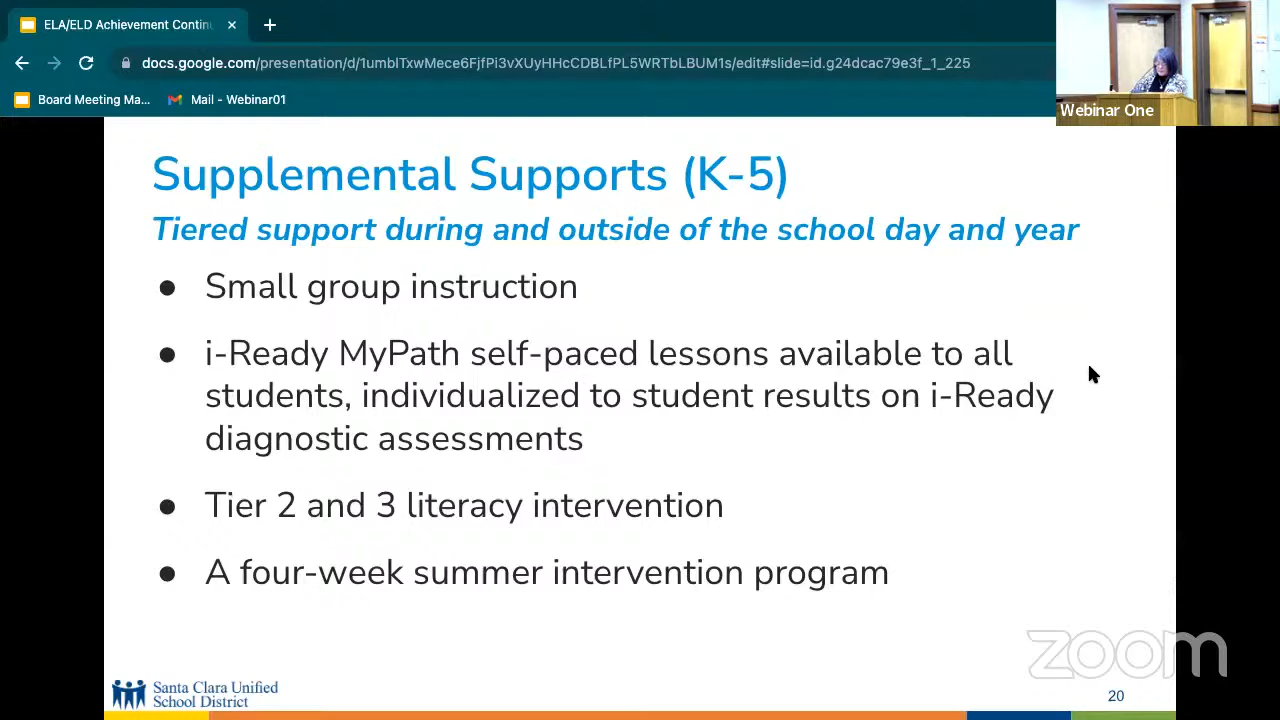 ELA/ELD Achievement Contin
docs.google.com/presentation/d/1umbITxwMece6FjfPi3vXUyHHcCDBLfPL5WRTbLBUM1s/edit#slide=id.g24dcac79e3f_1_225
Board Meeting Ma...
Mail - Webinar01
Webinar One
Supplemental Supports (K-5)
Tiered support during and outside of the school day and year
● Small group instruction
● i-Ready MyPath self-paced lessons available to all
students, individualized to student results on i-Ready
diagnostic assessments
● Tier 2 and 3 literacy intervention
● A four-week summer intervention program
zoom
Santa Clara Unified
School District
20